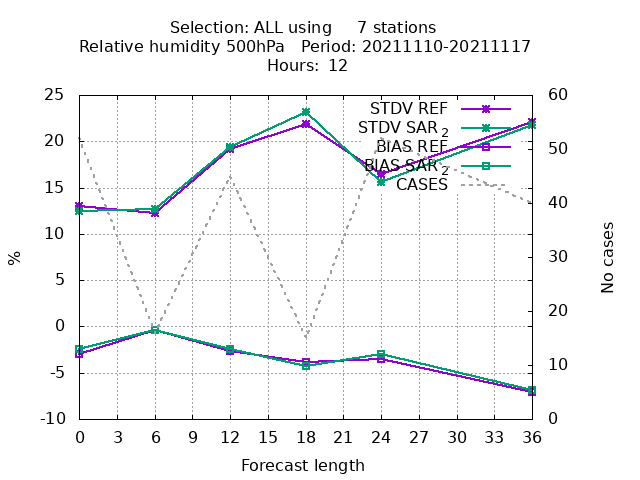 Selection: ALL using     7 stations
Relative humidity 500hPa   Period: 20211110-20211117
Hours: 12
STDV REF
STDV SAR 2
BIAS REF
BIAS SAR 2
CASES
25
20
15
10
5
0
-5
-10
%
60
50
40
30
20
10
0
No cases
0 3 6 9 12 15 18 21 24 27 30 33 36
Forecast length